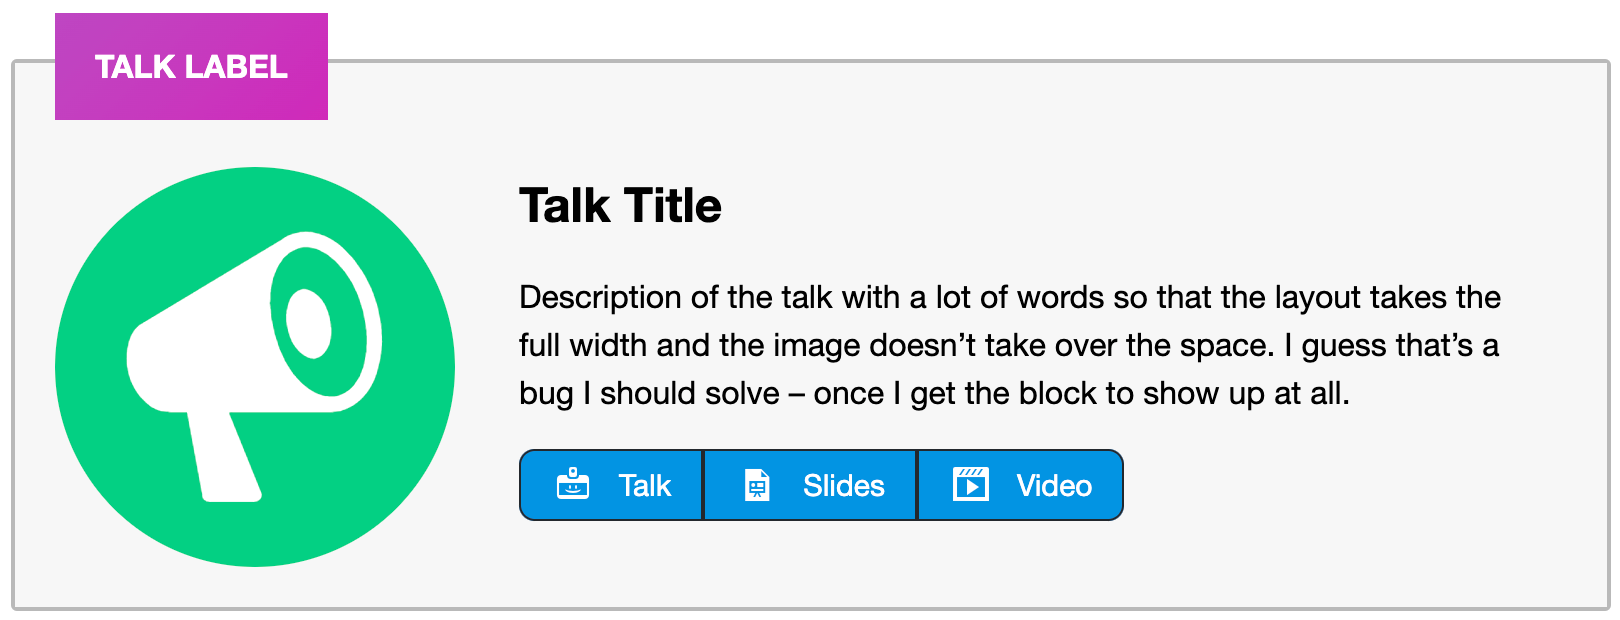 TALK LABEL
Talk Title
Description of the talk with a lot of words so that the layout takes the
full width and the image doesn’t take over the space. I guess that’s a
bug I should solve – once I get the block to show up at all.
Talk Slides Video